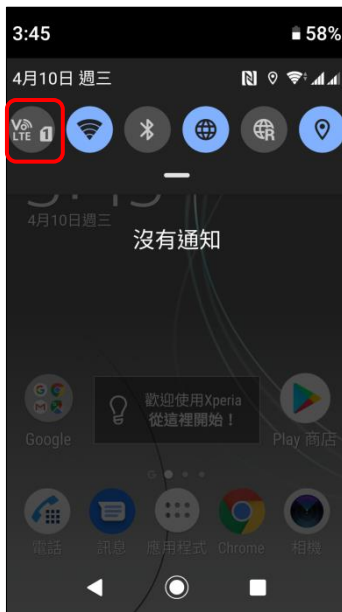 3:45 58%
4月10日 週三
Vo LTE 1
R
4月10日週三
沒有通知
歡迎使用Xperia
從這裡開始！
Google
Play 商店
G
電話
訊息
應用程式
Chrome
相機